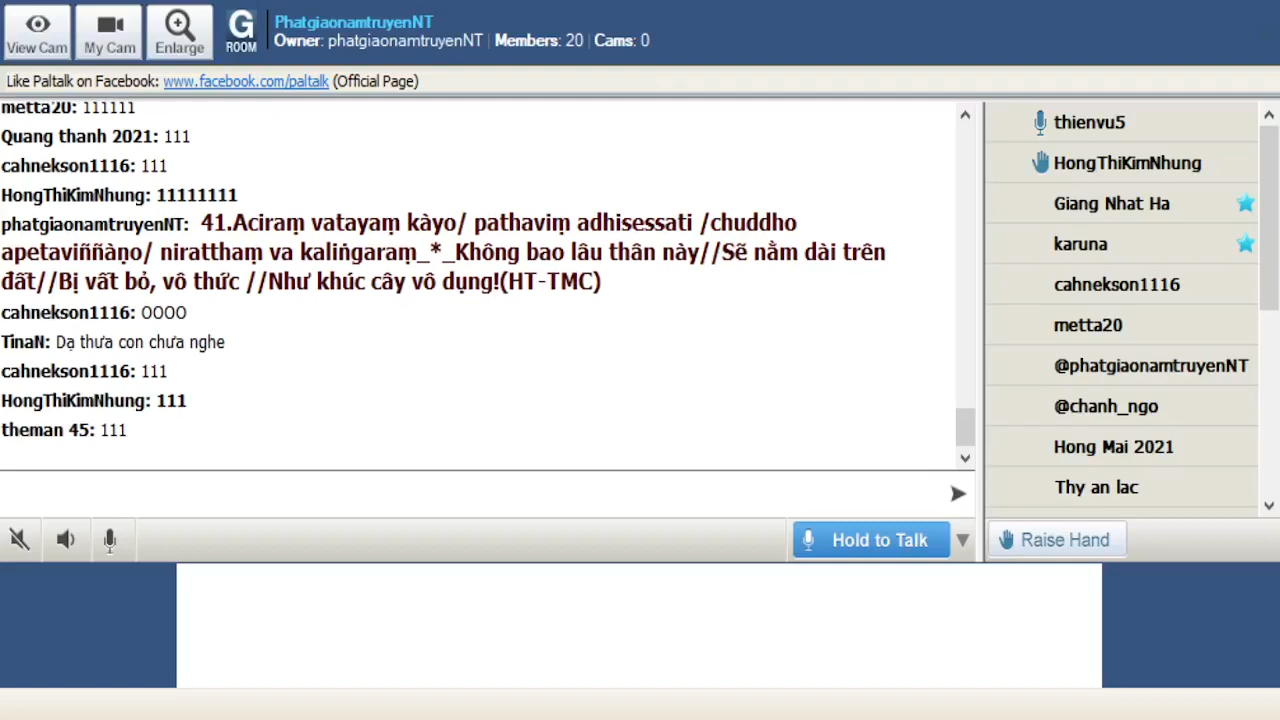 View Cam
My Cam
Enlarge
G
ROOM
PhatgiaonamtruyenNT
Owner: phatgiaonamtruyenNT | Members: 20 | Cams: 0
Like Paltalk on Facebook: www.facebook.com/paltalk (Official Page)
metta20: 111111
Quang thanh 2021: 111
cahnekson1116: 111
HongThiKimNhung: 11111111
phatgiaonamtruyenNT: 41.Aciraṃ vatayaṃ kàyo/ pathaviṃ adhisessati /chuddho
apetaviññàṇo/ niratthaṃ va kaliṅgaraṃ_*_Không bao lâu thân này//Sẽ nằm dài trên
đất//Bị vất bỏ, vô thức //Như khúc cây vô dụng!(HT-TMC)
cahnekson1116: OOOO
TinaN: Dạ thưa con chưa nghe
cahnekson1116: 111
HongThiKimNhung: 111
theman 45: 111
Hold to Talk
thienvu5
HongThiKimNhung
Giang Nhat Ha
karuna
cahnekson1116
metta20
@phatgiaonamtruyenNT
@chanh_ngo
Hong Mai 2021
Thy an lac
Raise Hand